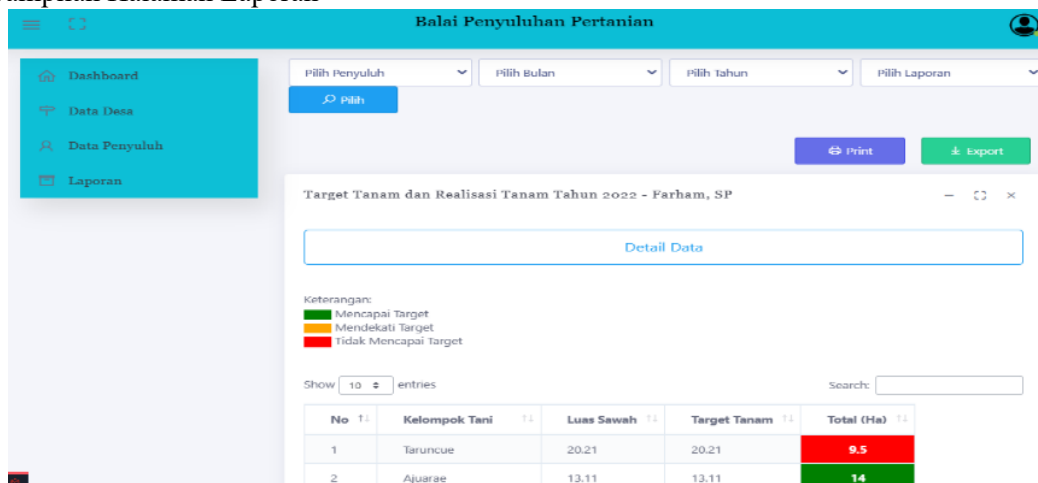 Tampilan Halaman Laporan
Balai Penyuluhan Pertanian
Dashboard
Data Desa
Data Penyuluh
Laporan
Pilih Penyuluh
Pilih Bulan
Pilih Tahun
Pilih Laporan
Pilih
Print
Export
Target Tanam dan Realisasi Tanam Tahun 2022 - Farham, SP
Detail Data
Keterangan:
Mencapai Target
Mendekati Target
Tidak Mencapai Target
Show 10 entries
Search:
No Kelompok Tani Luas Sawah Target Tanam Total (Ha)
1 Taruncue 20.21 20.21 9.5
2 Ajuarae 13.11 13.11 14